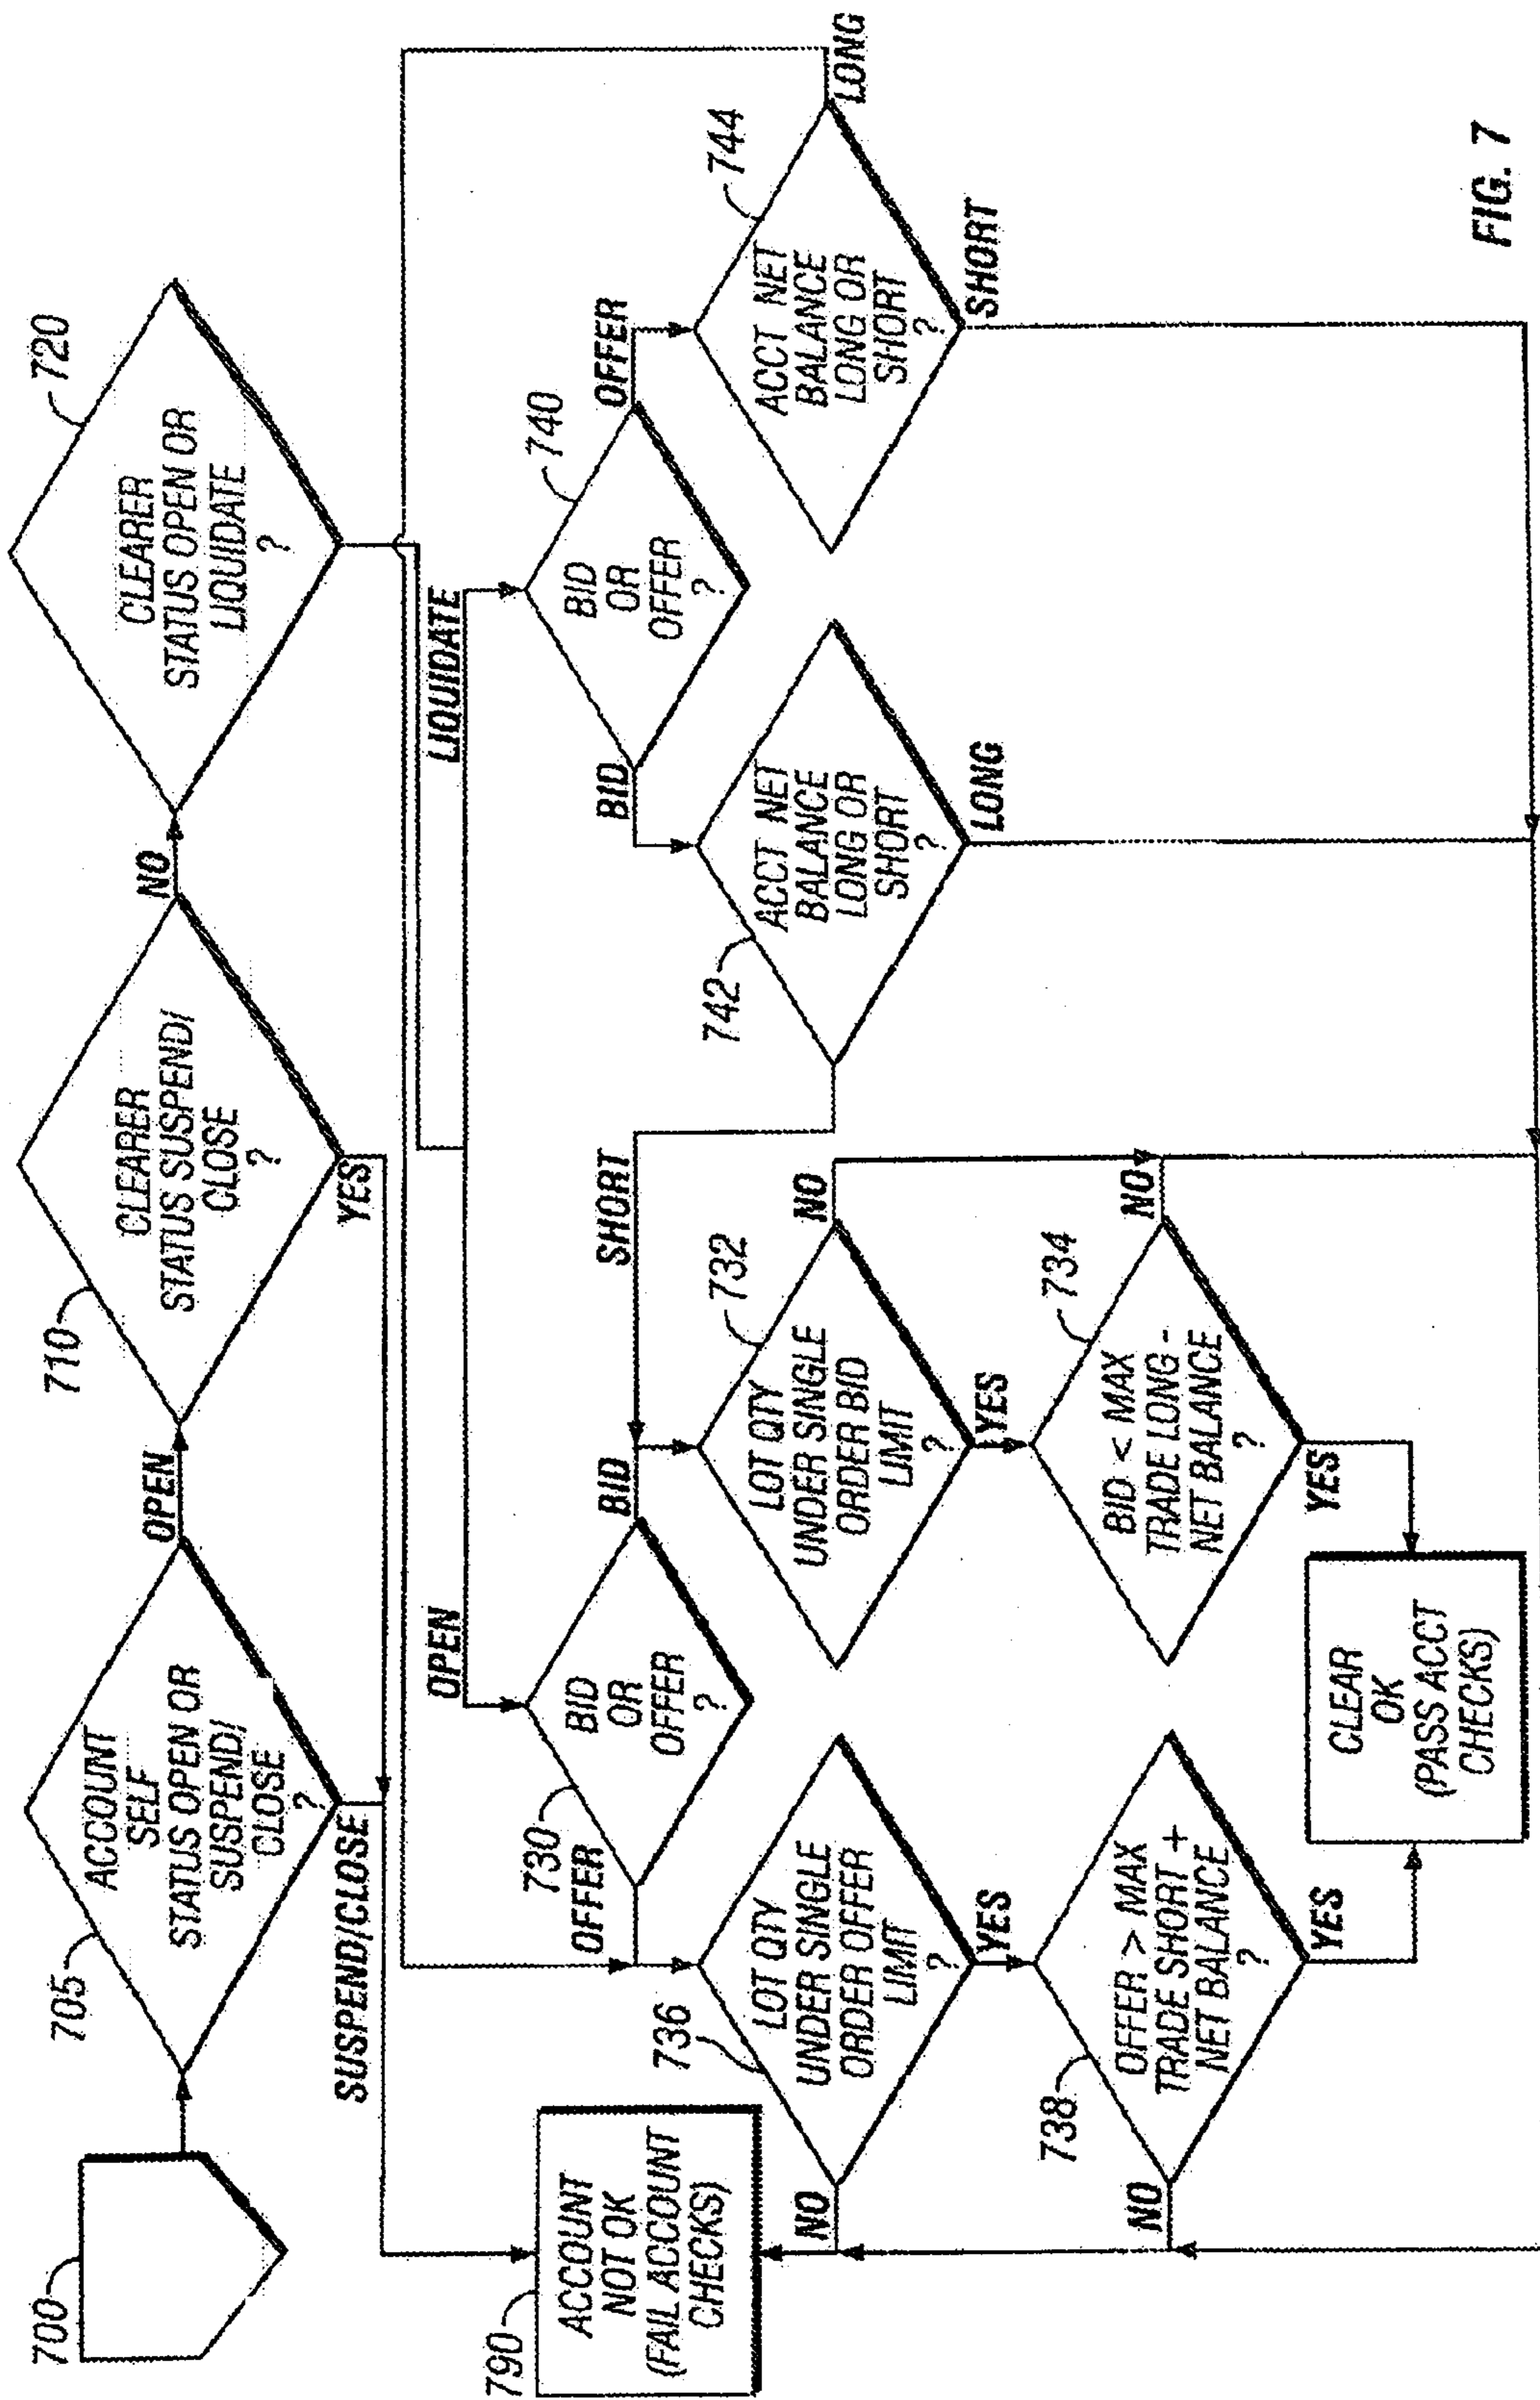 700
705
ACCOUNT
SELF
STATUS OPEN OR
SUSPEND/
CLOSE
?
OPEN
SUSPEND/CLOSE
710
CLEARER
STATUS SUSPEND/
CLOSE
?
NO
YES
720
CLEARER
STATUS OPEN OR
LIQUIDATE
?
OPEN
LIQUIDATE
790
ACCOUNT
NOT OK
(FAIL ACCOUNT
CHECKS)
730
BID
OR
OFFER
?
OFFER
BID
SHORT
740
BID
OR
OFFER
?
BID
OFFER
736
LOT QTY
UNDER SINGLE
ORDER OFFER
LIMIT
?
NO
YES
732
LOT QTY
UNDER SINGLE
ORDER BID
LIMIT
?
NO
YES
742
ACCT NET
BALANCE
LONG OR
SHORT
?
LONG
744
ACCT NET
BALANCE
LONG OR
SHORT
?
LONG
SHORT
738
OFFER > MAX
TRADE SHORT +
NET BALANCE
?
NO
YES
734
BID < MAX
TRADE LONG -
NET BALANCE
?
NO
YES
CLEAR
OK
(PASS ACCT
CHECKS)
FIG. 7